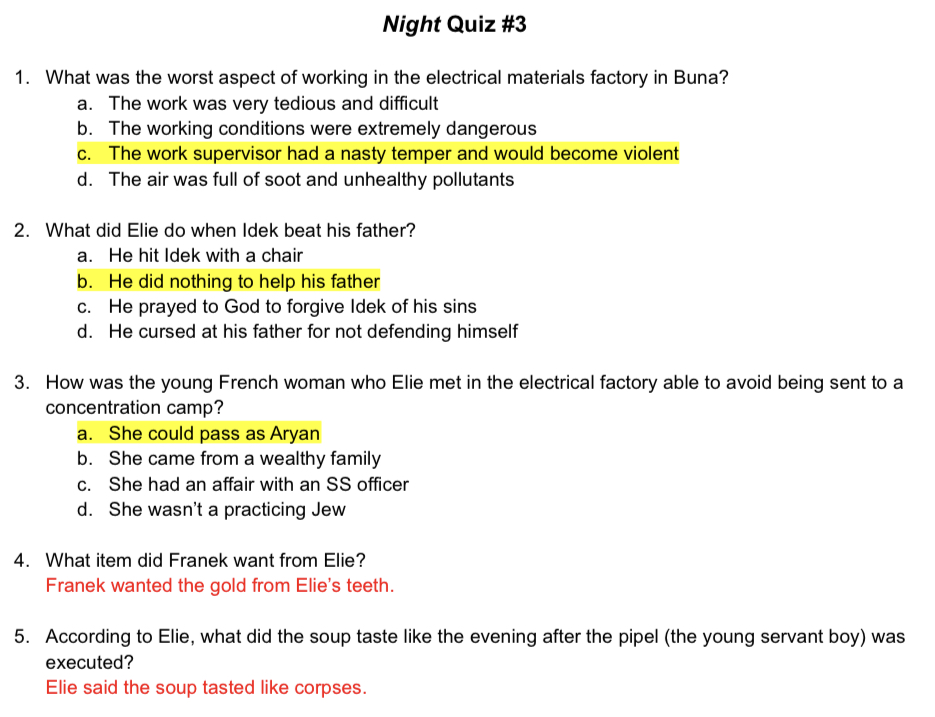 Night Quiz #3
1. What was the worst aspect of working in the electrical materials factory in Buna?
a. The work was very tedious and difficult
b. The working conditions were extremely dangerous
c. The work supervisor had a nasty temper and would become violent
d. The air was full of soot and unhealthy pollutants
2. What did Elie do when Idek beat his father?
a. He hit Idek with a chair
b. He did nothing to help his father
c. He prayed to God to forgive Idek of his sins
d. He cursed at his father for not defending himself
3. How was the young French woman who Elie met in the electrical factory able to avoid being sent to a
concentration camp?
a. She could pass as Aryan
b. She came from a wealthy family
c. She had an affair with an SS officer
d. She wasn’t a practicing Jew
4. What item did Franek want from Elie?
Franek wanted the gold from Elie’s teeth.
5. According to Elie, what did the soup taste like the evening after the pipel (the young servant boy) was
executed?
Elie said the soup tasted like corpses.